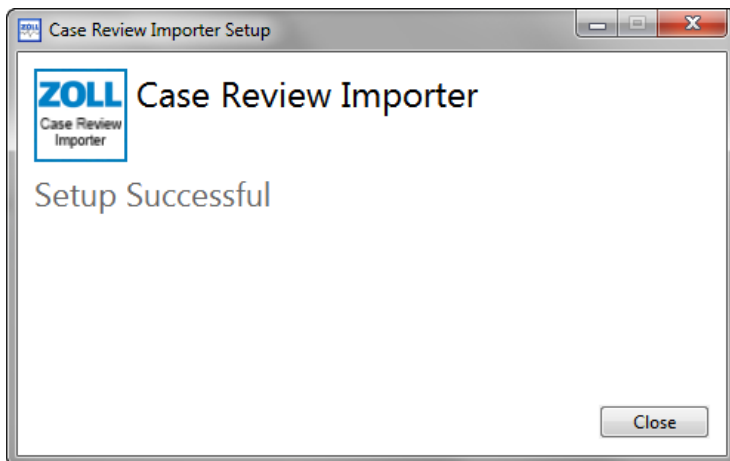 Case Review Importer Setup
ZOLL
Case Review
Importer
Case Review Importer
Setup Successful
Close